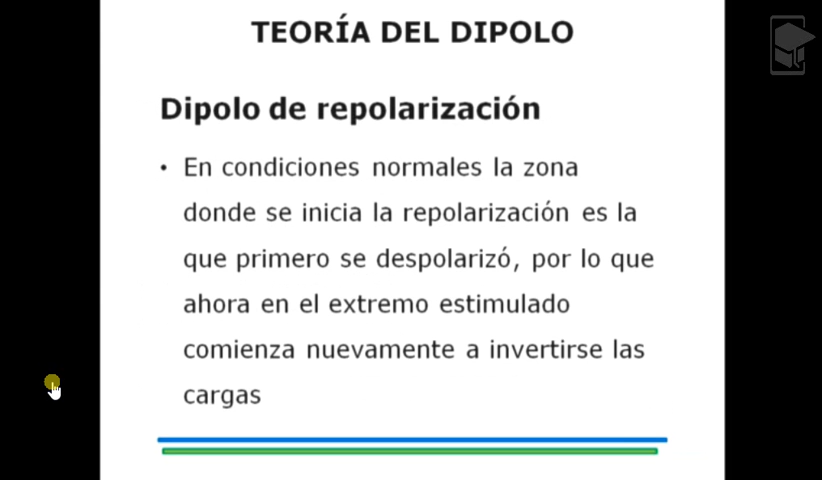 TEORÍA DEL DIPOLO
Dipolo de repolarización
• En condiciones normales la zona
donde se inicia la repolarización es la
que primero se despolarizó, por lo que
ahora en el extremo estimulado
comienza nuevamente a invertirse las
cargas